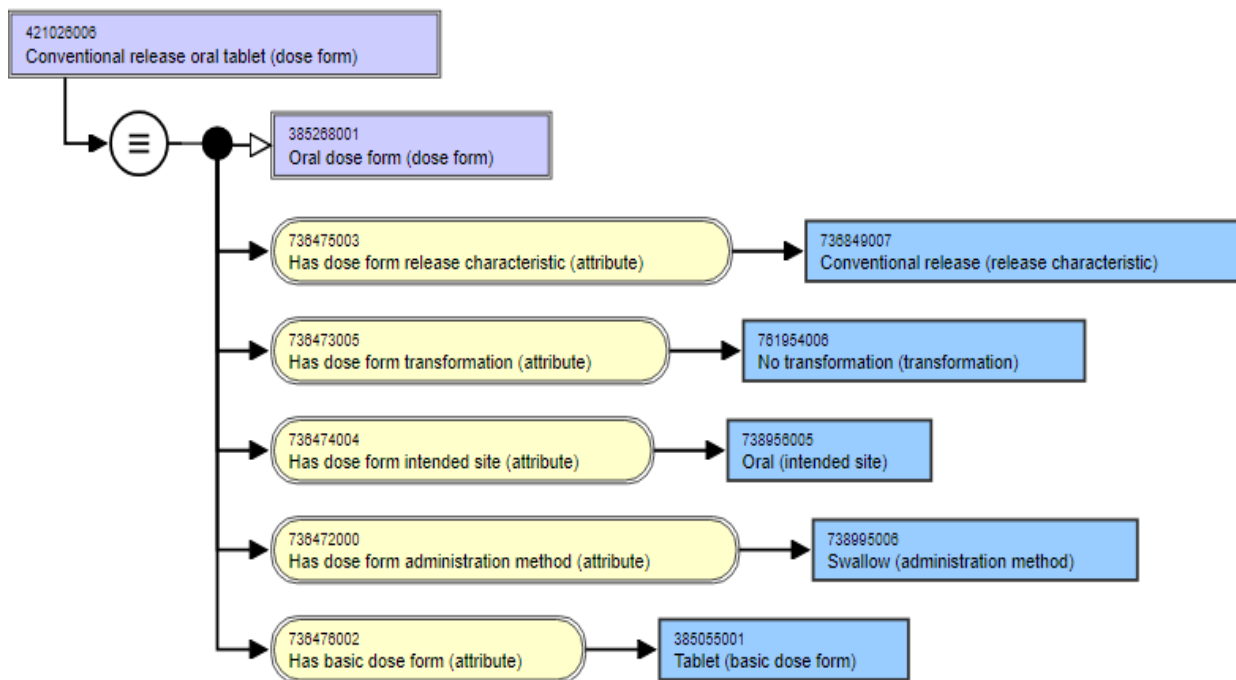 421026006
Conventional release oral tablet (dose form)
≡
385268001
Oral dose form (dose form)
736475003
Has dose form release characteristic (attribute)
736849007
Conventional release (release characteristic)
736473005
Has dose form transformation (attribute)
761954006
No transformation (transformation)
736474004
Has dose form intended site (attribute)
738956005
Oral (intended site)
736472000
Has dose form administration method (attribute)
738995006
Swallow (administration method)
736476002
Has basic dose form (attribute)
385055001
Tablet (basic dose form)